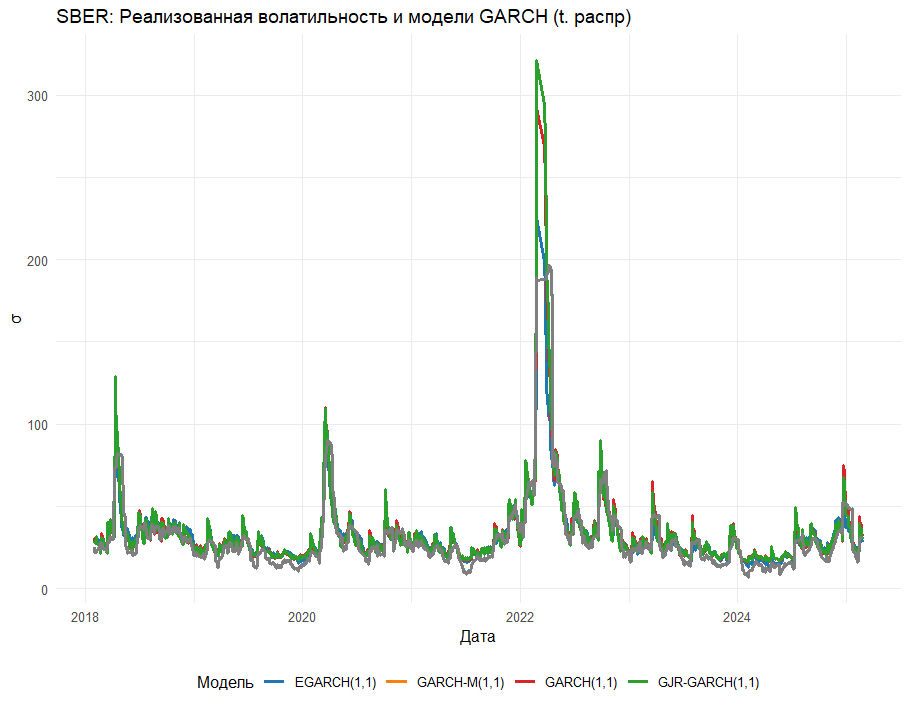 SBER: Реализованная волатильность и модели GARCH (t. распр)
300
200
100
0
σ
2018
2020
2022
2024
Дата
Модель
EGARCH(1,1)
GARCH-M(1,1)
GARCH(1,1)
GJR-GARCH(1,1)